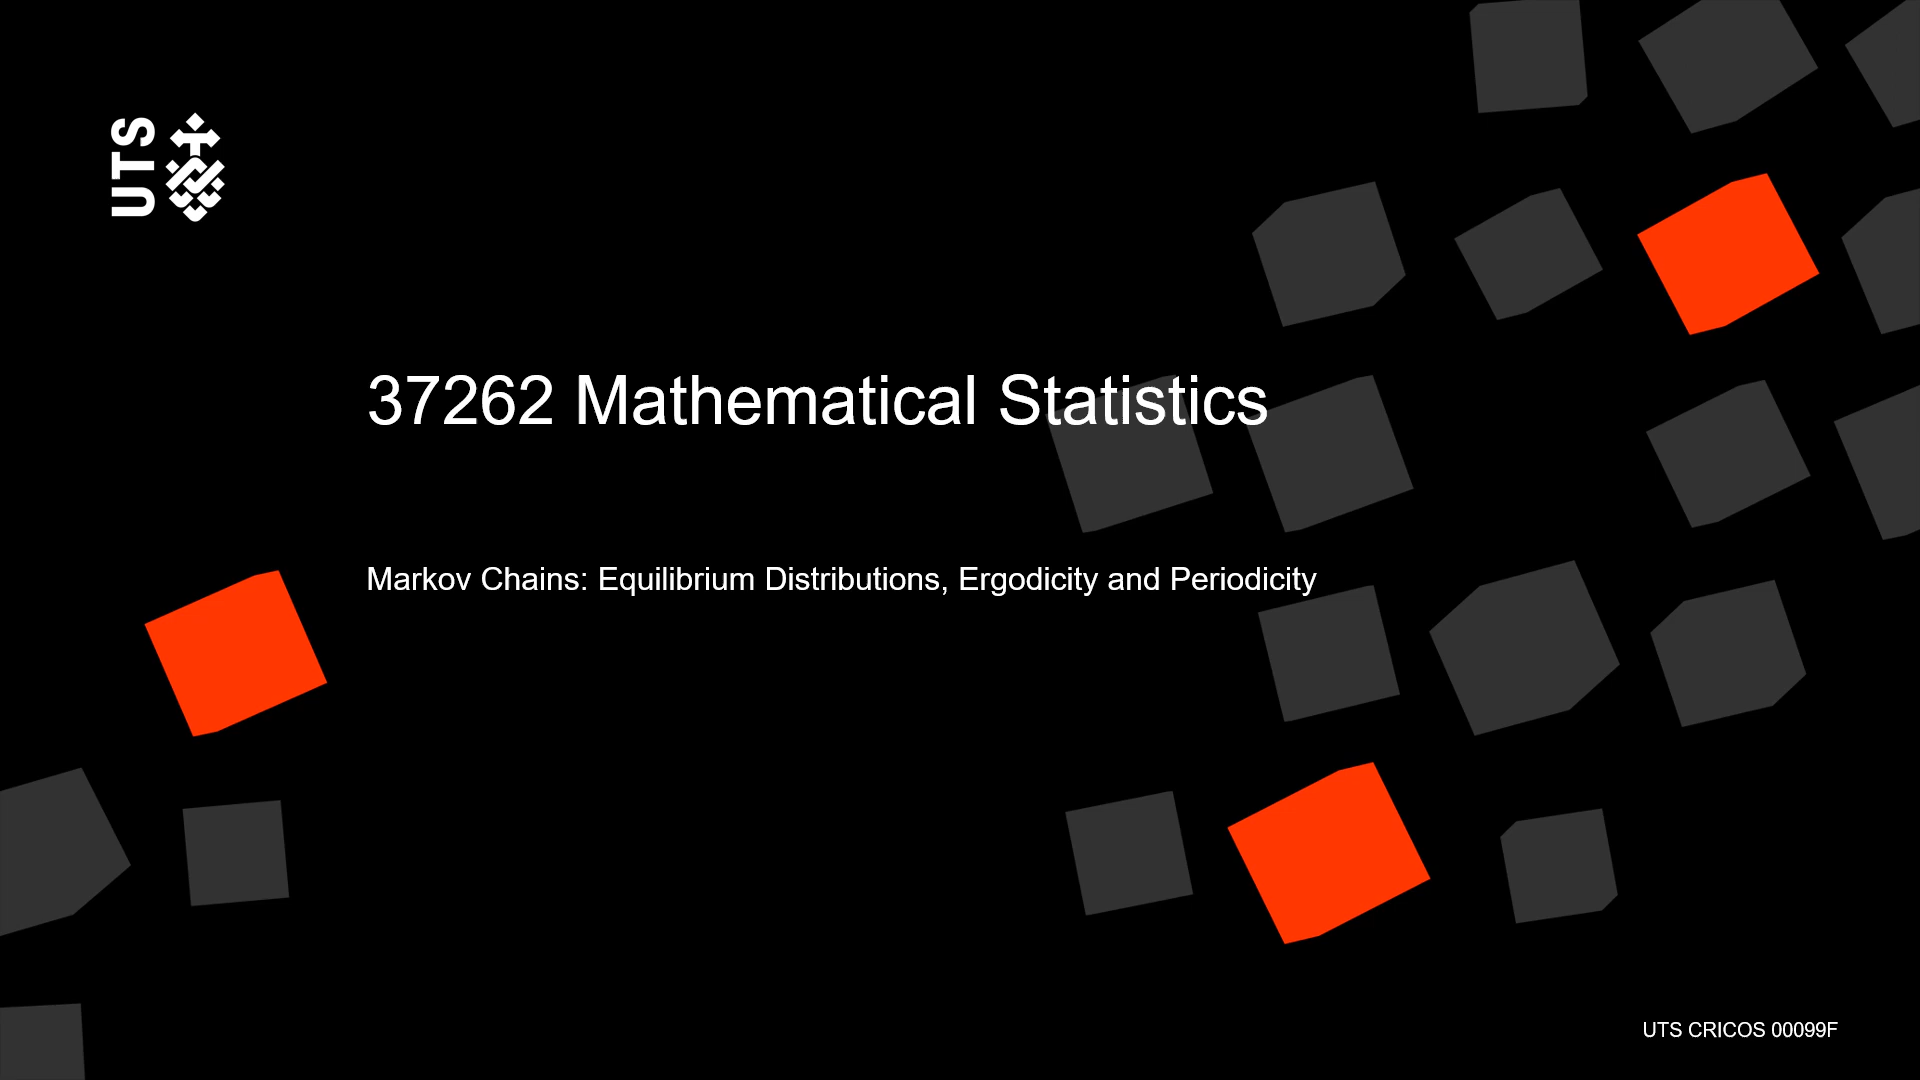 UTS
37262 Mathematical Statistics
Markov Chains: Equilibrium Distributions, Ergodicity and Periodicity
UTS CRICOS 00099F